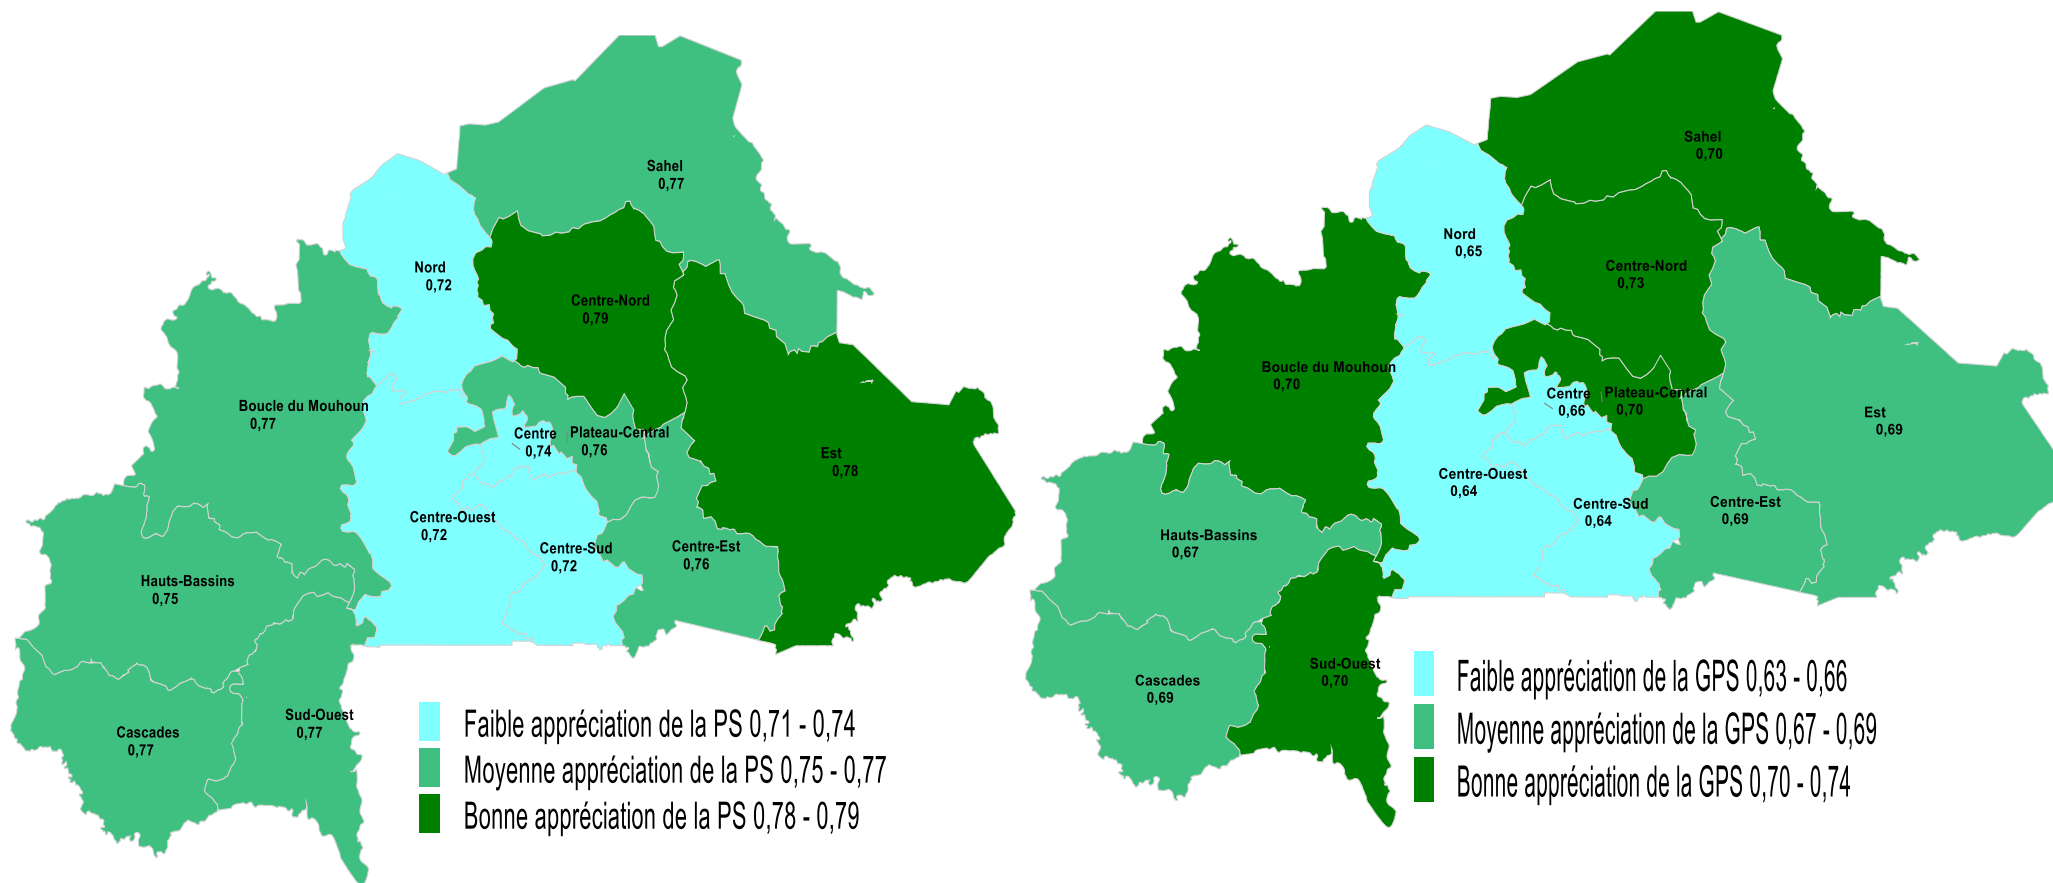 Sahel
0,77
Nord
0,72
Centre-Nord
0,79
Boucle du Mouhoun
0,77
Centre
0,74
Plateau-Central
0,76
Est
0,78
Centre-Ouest
0,72
Centre-Sud
0,72
Centre-Est
0,76
Hauts-Bassins
0,75
Cascades
0,77
Sud-Ouest
0,77
Faible appréciation de la PS 0,71 - 0,74
Moyenne appréciation de la PS 0,75 - 0,77
Bonne appréciation de la PS 0,78 - 0,79
Sahel
0,70
Nord
0,65
Centre-Nord
0,73
Boucle du Mouhoun
0,70
Centre
0,66
Plateau-Central
0,70
Est
0,69
Centre-Ouest
0,64
Centre-Sud
0,64
Centre-Est
0,69
Hauts-Bassins
0,67
Cascades
0,69
Sud-Ouest
0,70
Faible appréciation de la GPS 0,63 - 0,66
Moyenne appréciation de la GPS 0,67 - 0,69
Bonne appréciation de la GPS 0,70 - 0,74